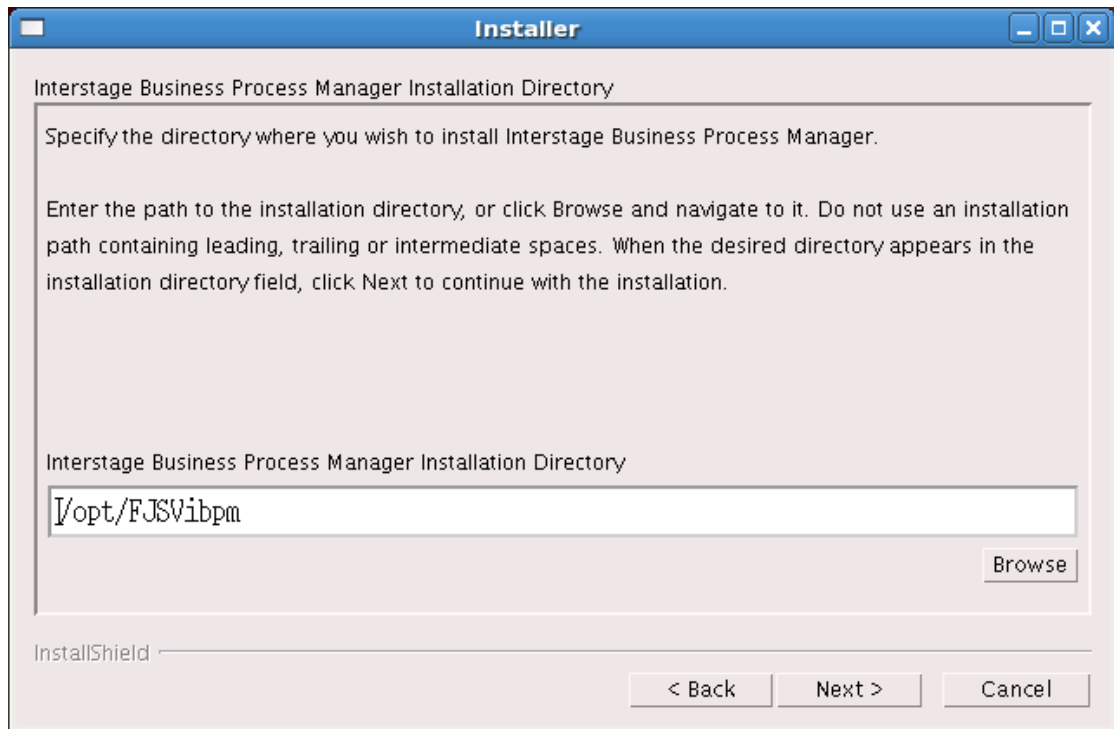 Installer
Interstage Business Process Manager Installation Directory
Specify the directory where you wish to install Interstage Business Process Manager.
Enter the path to the installation directory, or click Browse and navigate to it. Do not use an installation
path containing leading, trailing or intermediate spaces. When the desired directory appears in the
installation directory field, click Next to continue with the installation.
Interstage Business Process Manager Installation Directory
/opt/FJSVibpm
Browse
InstallShield
< Back Next > Cancel